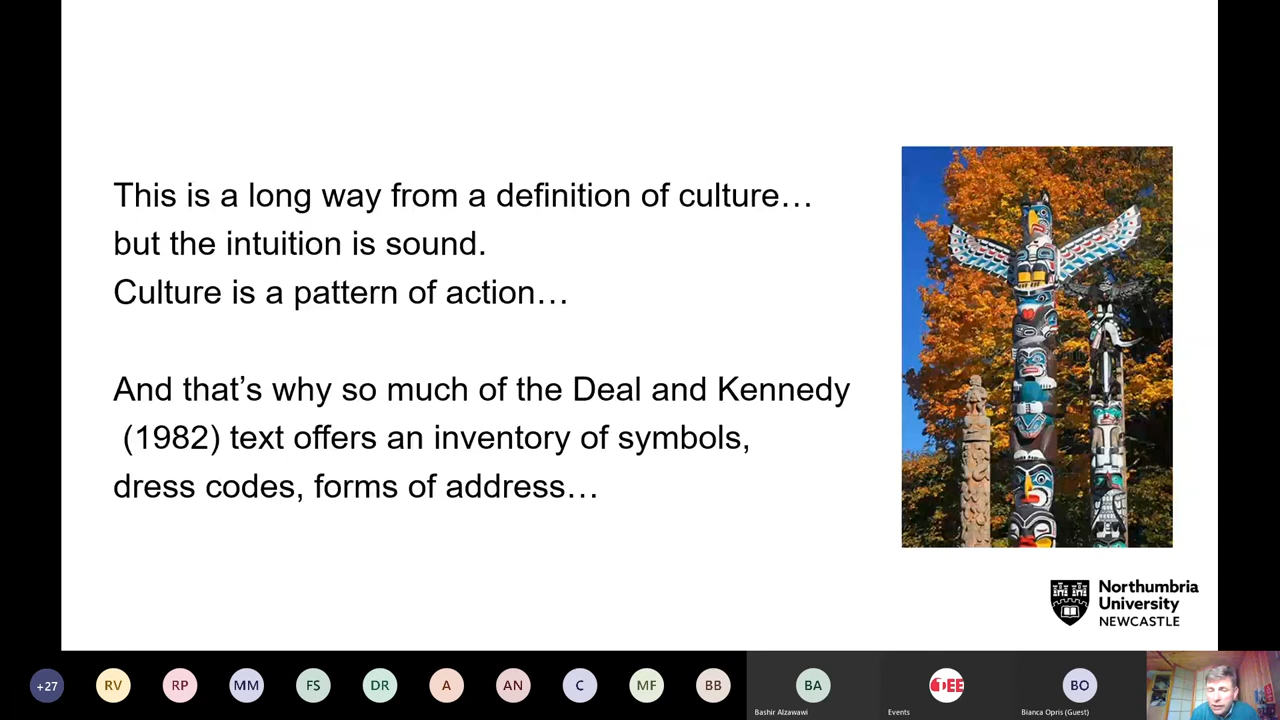 This is a long way from a definition of culture…
but the intuition is sound.
Culture is a pattern of action…
And that’s why so much of the Deal and Kennedy
(1982) text offers an inventory of symbols,
dress codes, forms of address…
Northumbria
University
NEWCASTLE
+27
RV
RP
MM
FS
DR
A
AN
C
MF
BB
BA
Bashir Alzawawi
DEE
Events
BO
Bianca Opris (Guest)